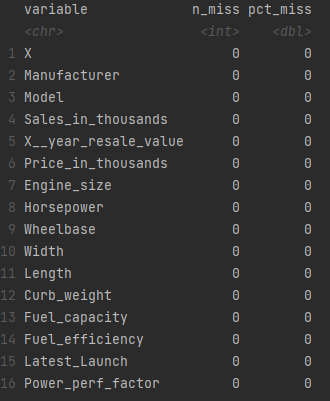 variable n_miss pct_miss
<chr> <int> <dbl>
1 X 0 0
2 Manufacturer 0 0
3 Model 0 0
4 Sales_in_thousands 0 0
5 X__year_resale_value 0 0
6 Price_in_thousands 0 0
7 Engine_size 0 0
8 Horsepower 0 0
9 Wheelbase 0 0
10 Width 0 0
11 Length 0 0
12 Curb_weight 0 0
13 Fuel_capacity 0 0
14 Fuel_efficiency 0 0
15 Latest_Launch 0 0
16 Power_perf_factor 0 0